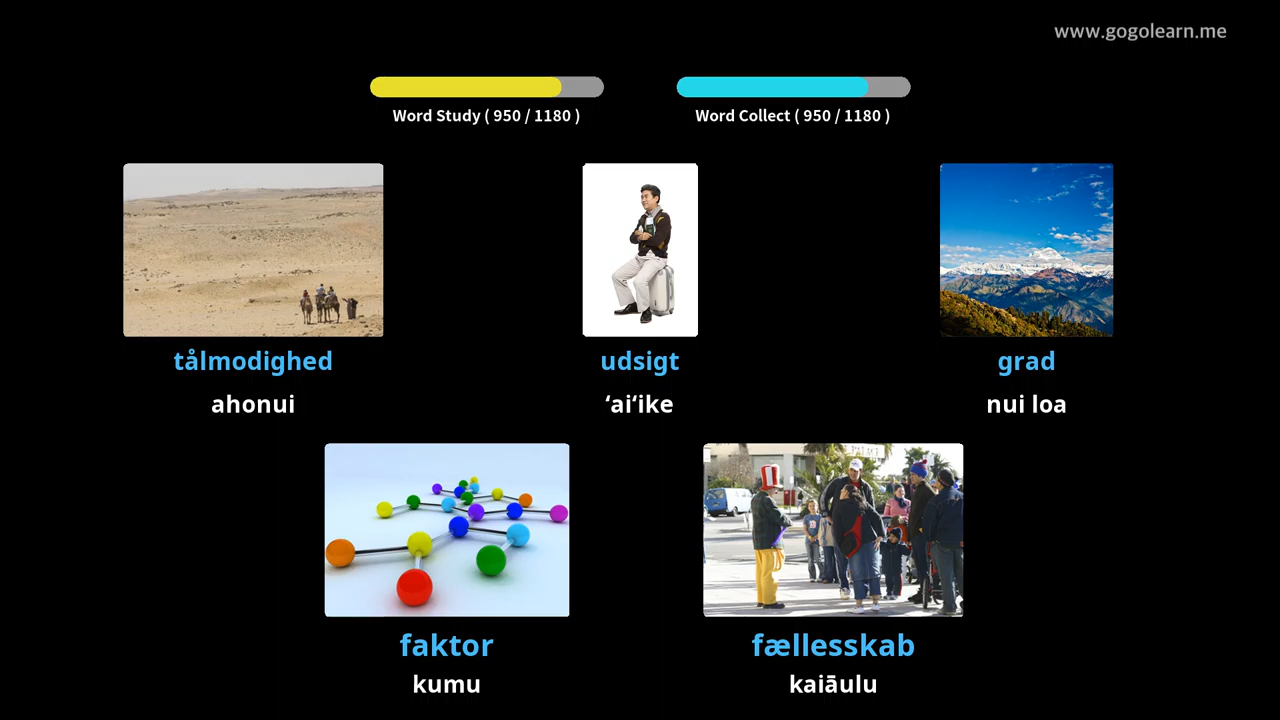 www.gogolearn.me
Word Study ( 950 / 1180 )
Word Collect ( 950 / 1180 )
tålmodighed
ahonui
udsigt
ʻaiʻike
grad
nui loa
faktor
kumu
fællesskab
kaiāulu